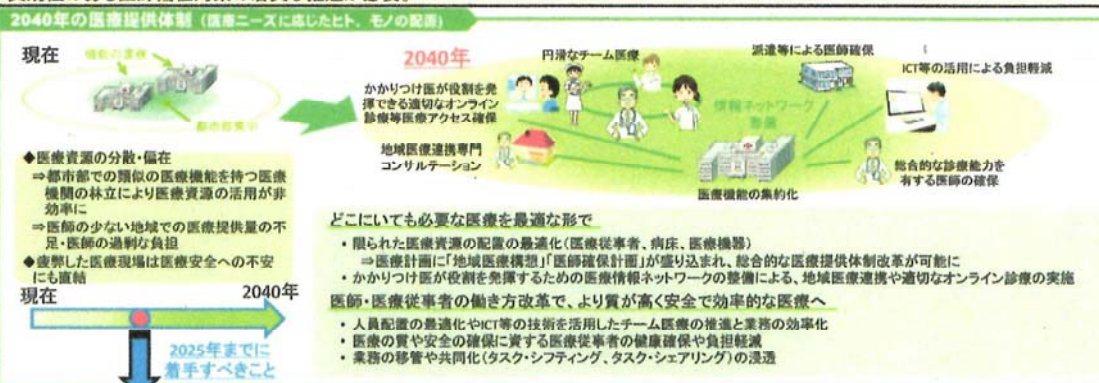 2040年の医療提供体制（医療ニーズに応じたヒト、モノの配置）
現在
2040年
円滑なチーム医療
派遣等による医師確保
ICT等の活用による負担軽減
かかりつけ医が役割を発
揮できる適切なオンライン
診療等医療アクセス確保
情報ネットワーク
整備
地域医療連携専門
コンサルテーション
総合的な診療能力を
有する医師の確保
医療機能の集約化
◆医療資源の分散・偏在
⇒都市部での類似の医療機能を持つ医療
機関の林立により医療資源の活用が非
効率に
⇒医師の少ない地域での医療提供量の不
足・医師の過剰な負担
◆疲弊した医療現場は医療安全への不安
にも直結
現在
2040年
2025年までに
着手すべきこと
どこにいても必要な医療を最適な形で
・限られた医療資源の配置の最適化（医療従事者、病床、医療機器）
⇒医療計画に「地域医療構想」「医師確保計画」が盛り込まれ、総合的な医療提供体制改革が可能に
・かかりつけ医が役割を発揮するための医療情報ネットワークの整備による、地域医療連携や適切なオンライン診療の実施
医師・医療従事者の働き方改革で、より質が高く安全で効率的な医療へ
・人員配置の最適化やICT等の技術を活用したチーム医療の推進と業務の効率化
・医療の質や安全の確保に資する医療従事者の健康確保や負担軽減
・業務の移管や共同化（タスク・シフティング、タスク・シェアリング）の浸透